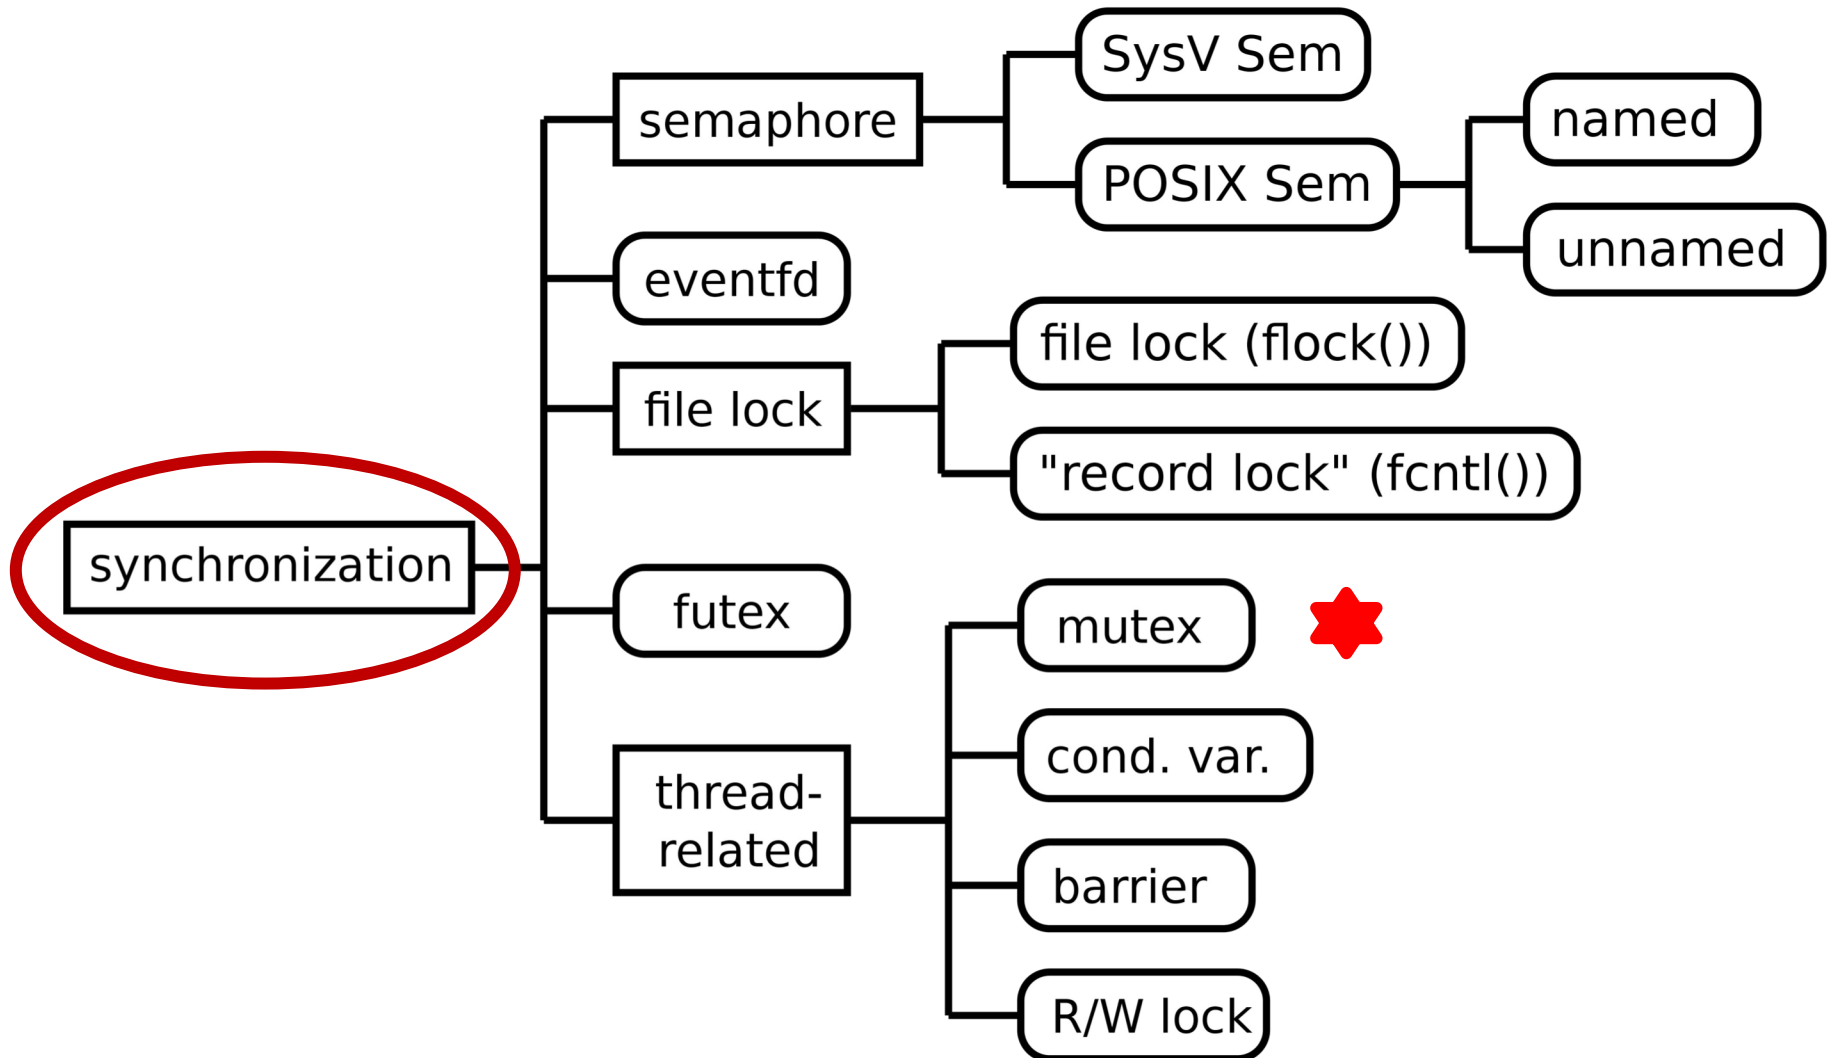 SysV Sem
semaphore
named
POSIX Sem
unnamed
eventfd
file lock (flock())
file lock
"record lock" (fcntl())
synchronization
futex
mutex
cond. var.
thread-
related
barrier
R/W lock